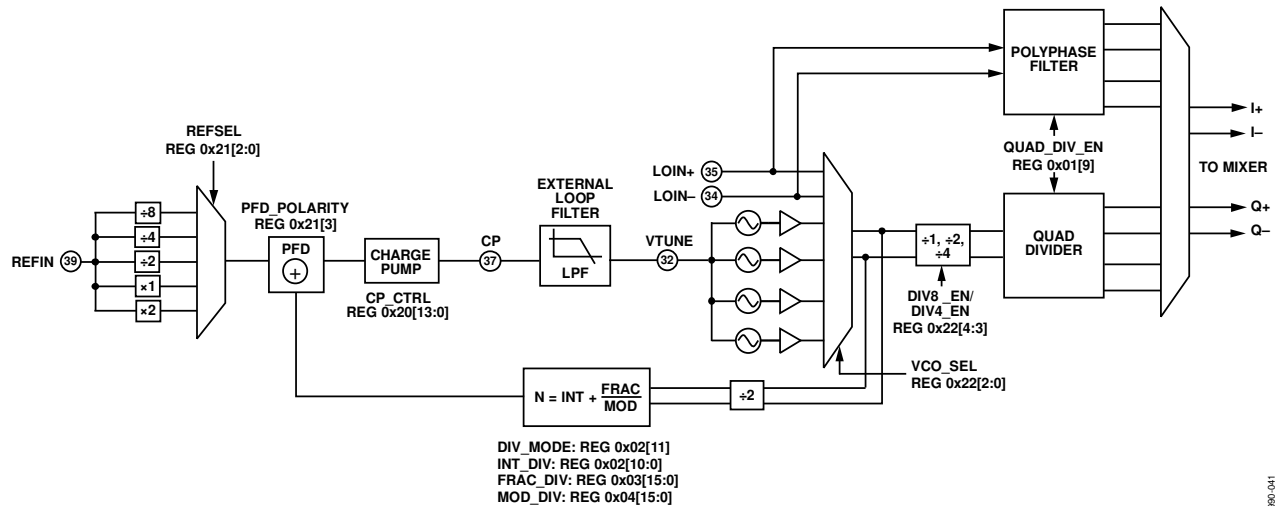 REFSEL
REG 0x21[2:0]
REFIN
39
÷8
÷4
÷2
×1
×2
PFD_POLARITY
REG 0x21[3]
PFD
+
CHARGE
PUMP
CP_CTRL
REG 0x20[13:0]
CP
37
EXTERNAL
LOOP
FILTER
LPF
VTUNE
32
LOIN+
35
LOIN–
34
POLYPHASE
FILTER
QUAD_DIV_EN
REG 0x01[9]
QUAD
DIVIDER
÷1, ÷2,
÷4
DIV8 _EN/
DIV4_EN
REG 0x22[4:3]
VCO_SEL
REG 0x22[2:0]
I+
I–
TO MIXER
Q+
Q–
N = INT + FRAC
MOD
÷2
DIV_MODE: REG 0x02[11]
INT_DIV: REG 0x02[10:0]
FRAC_DIV: REG 0x03[15:0]
MOD_DIV: REG 0x04[15:0]